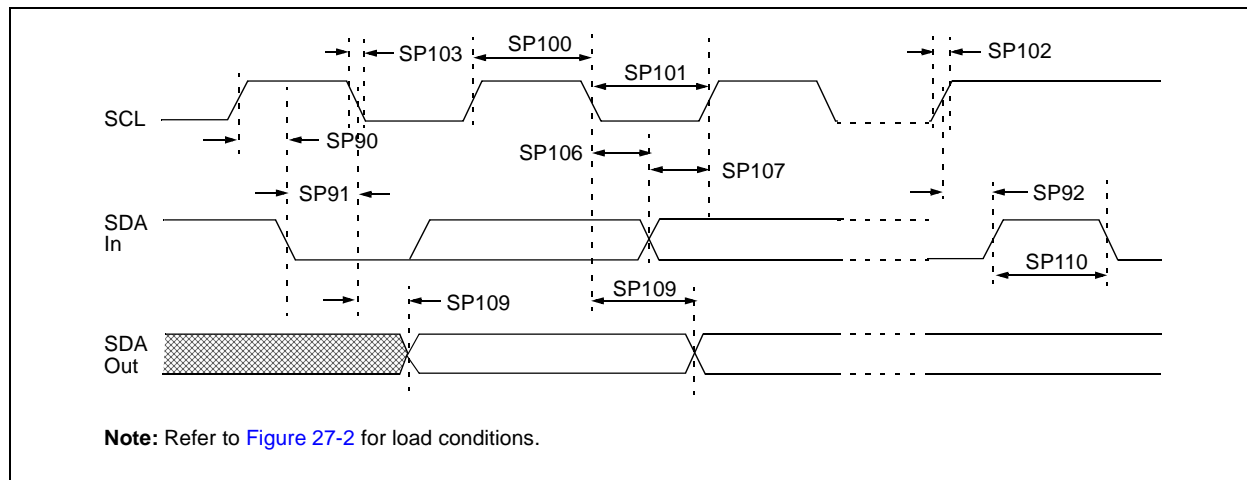 SP103
SP100
SP101
SP102
SCL
SP90
SP106
SP107
SP91
SP92
SDA
In
SP110
SP109
SP109
SDA
Out
Note: Refer to Figure 27-2 for load conditions.